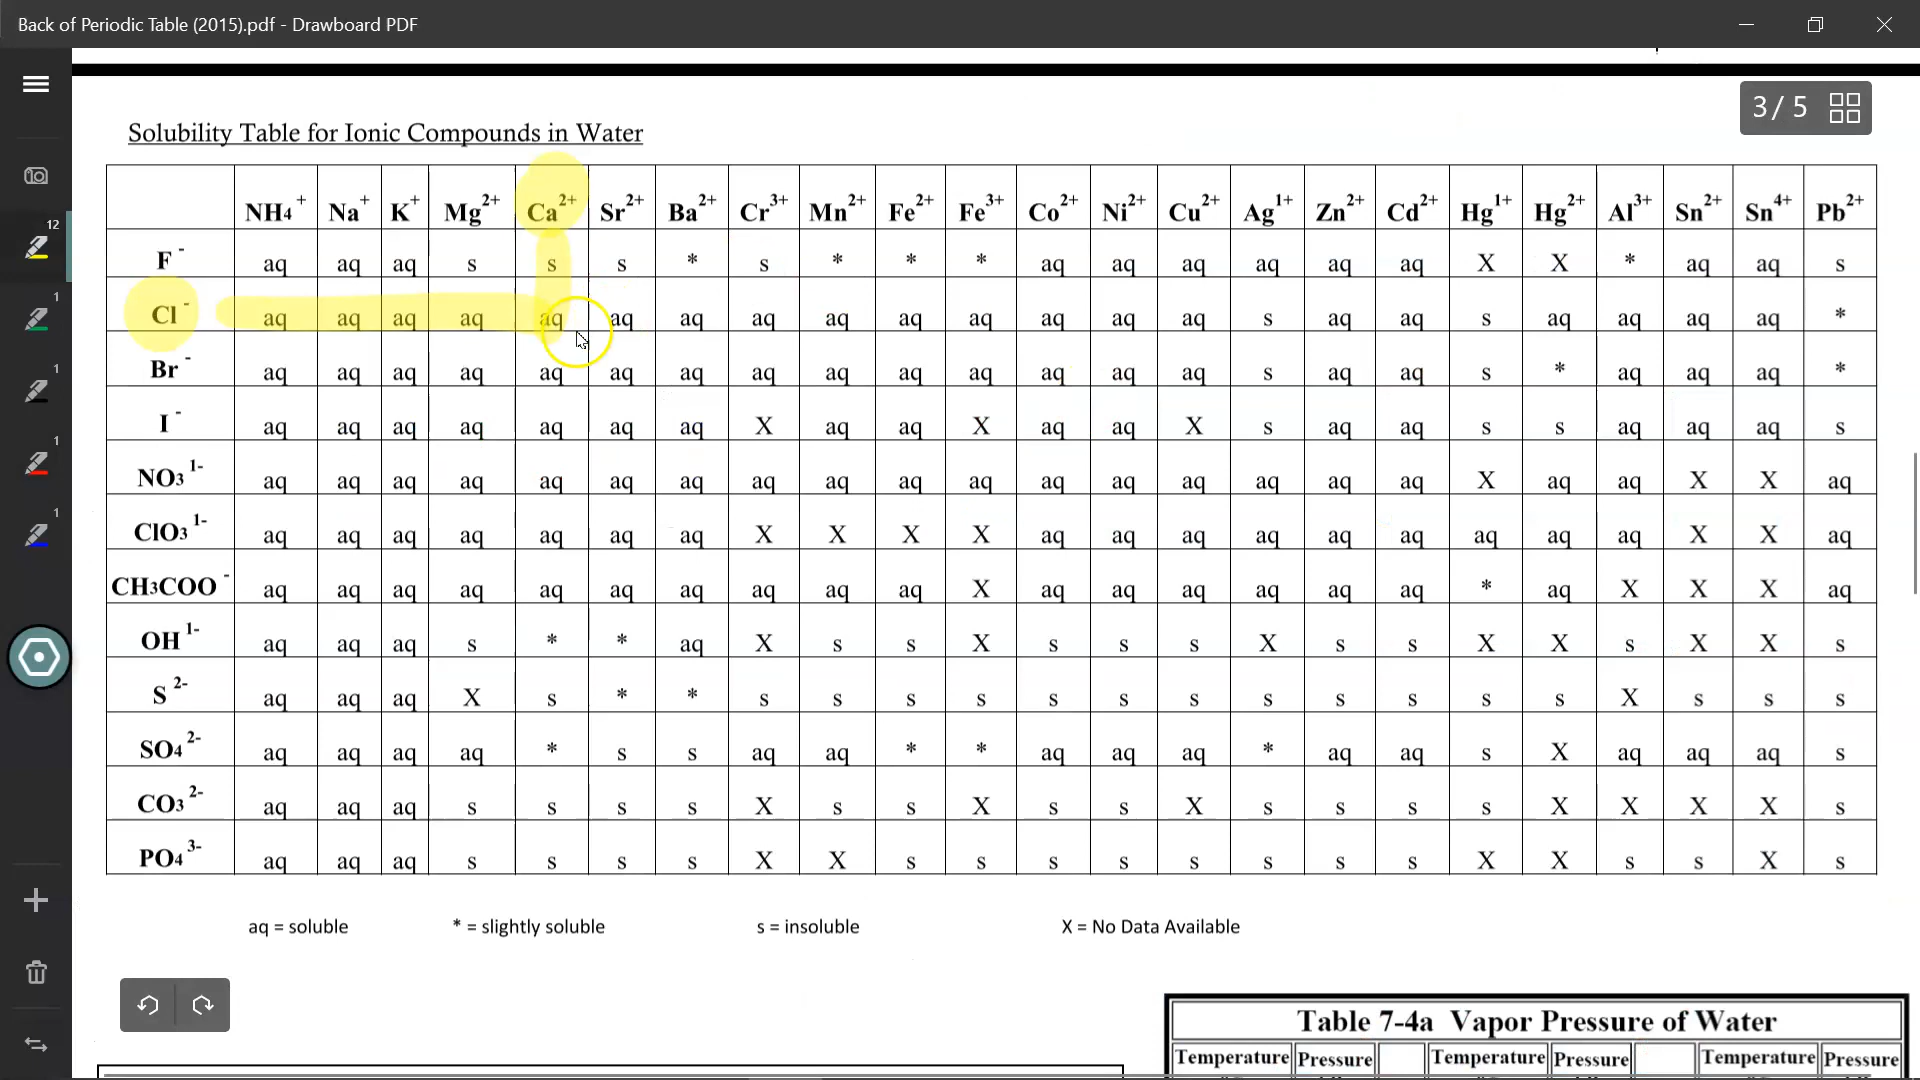 Back of Periodic Table (2015).pdf - Drawboard PDF
3 / 5
12
1
1
1
1
Solubility Table for Ionic Compounds in Water
NH4 + Na+ K+ Mg2+ Ca2+ Sr2+ Ba2+ Cr3+ Mn2+ Fe2+ Fe3+ Co2+ Ni2+ Cu2+ Ag1+ Zn2+ Cd2+ Hg1+ Hg2+ Al3+ Sn2+ Sn4+ Pb2+
F - aq aq aq s s s * s * * * aq aq aq aq aq aq X X * aq aq s
Cl - aq aq aq aq aq aq aq aq aq aq aq aq aq aq s aq aq s aq aq aq aq *
Br - aq aq aq aq aq aq aq aq aq aq aq aq aq aq s aq aq s * aq aq aq *
I - aq aq aq aq aq aq aq X aq aq X aq aq X s aq aq s s aq aq aq s
NO3 1- aq aq aq aq aq aq aq aq aq aq aq aq aq aq aq aq aq X aq aq X X aq
ClO3 1- aq aq aq aq aq aq aq X X X X aq aq aq aq aq aq aq aq aq X X aq
CH3COO - aq aq aq aq aq aq aq aq aq aq X aq aq aq aq aq aq * aq X X X aq
OH 1- aq aq aq s * * aq X s s X s s s X s s X X s X X s
S 2- aq aq aq X s * * s s s s s s s s s s s s X s s s
SO4 2- aq aq aq aq * s s aq aq * * aq aq aq * aq aq s X aq aq aq s
CO3 2- aq aq aq s s s s X s s X s s X s s s s X X X X s
PO4 3- aq aq aq s s s s X X s s s s s s s s X X s s X s
aq = soluble * = slightly soluble s = insoluble X = No Data Available
Table 7-4a Vapor Pressure of Water
Temperature Pressure Temperature Pressure Temperature Pressure